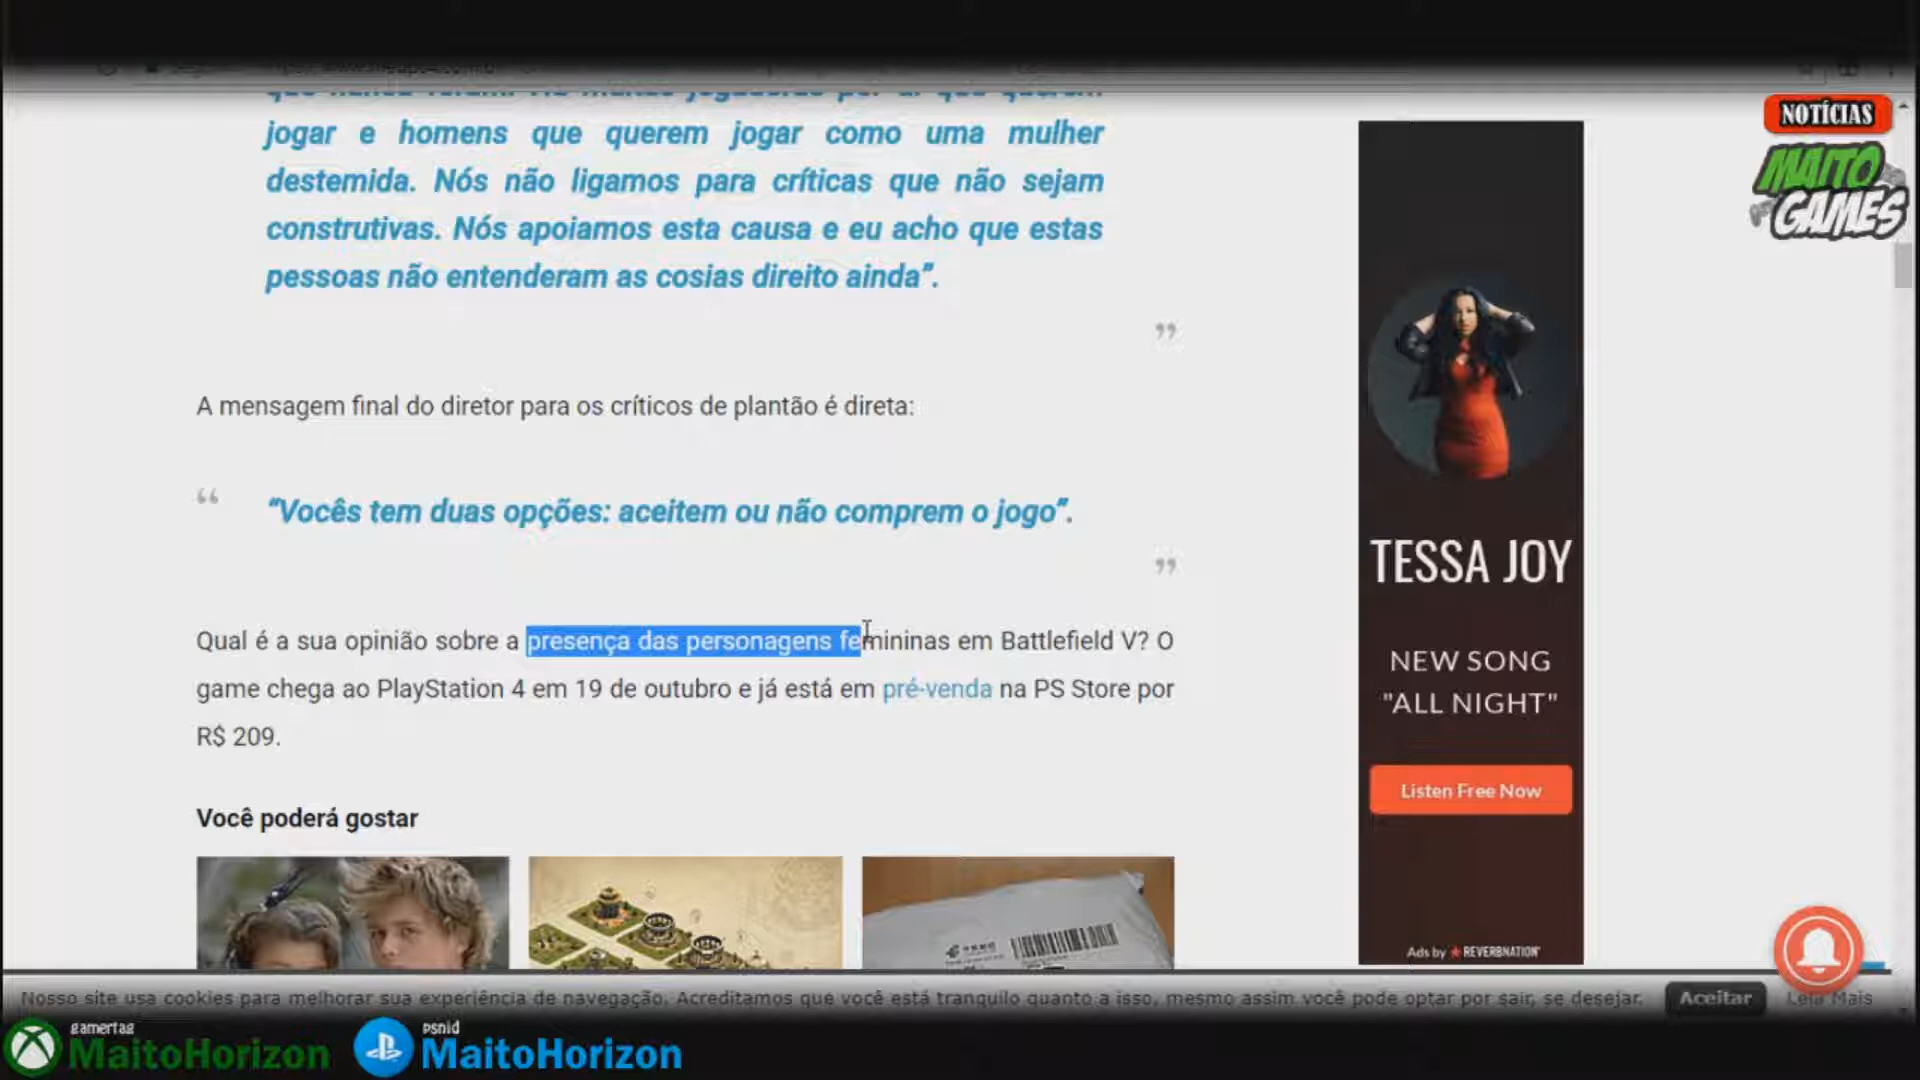 NOTÍCIAS
MAITO
GAMES
jogar e homens que querem jogar como uma mulher
destemida. Nós não ligamos para críticas que não sejam
construtivas. Nós apoiamos esta causa e eu acho que estas
pessoas não entenderam as cosias direito ainda”.
”
A mensagem final do diretor para os críticos de plantão é direta:
“
“Vocês tem duas opções: aceitem ou não comprem o jogo”.
”
Qual é a sua opinião sobre a presença das personagens femininas em Battlefield V? O
game chega ao PlayStation 4 em 19 de outubro e já está em pré-venda na PS Store por
R$ 209.
Você poderá gostar
TESSA JOY
NEW SONG
"ALL NIGHT"
Listen Free Now
Ads by REVERBNATION
Nosso site usa cookies para melhorar sua experiência de navegação. Acreditamos que você está tranquilo quanto a isso, mesmo assim você pode optar por sair, se desejar.
Aceitar
Leia Mais
gamertag
MaitoHorizon
psnid
MaitoHorizon